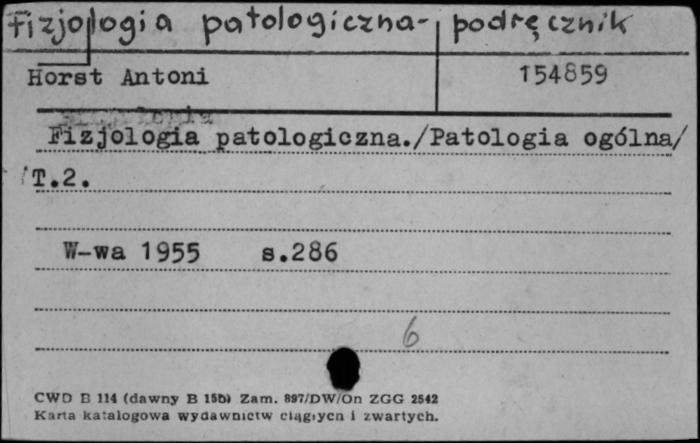 Fizjologia patologiczna- podręcznik
Horst Antoni 154859
Fizjologia patologiczna./Patologia ogólna/
T.2.
W-wa 1955 s.286
6
CWD B 114 (dawny B 15b) Zam. 897/DW/On ZGG 2542
Karta katalogowa wydawnictw ciągłych i zwartych.